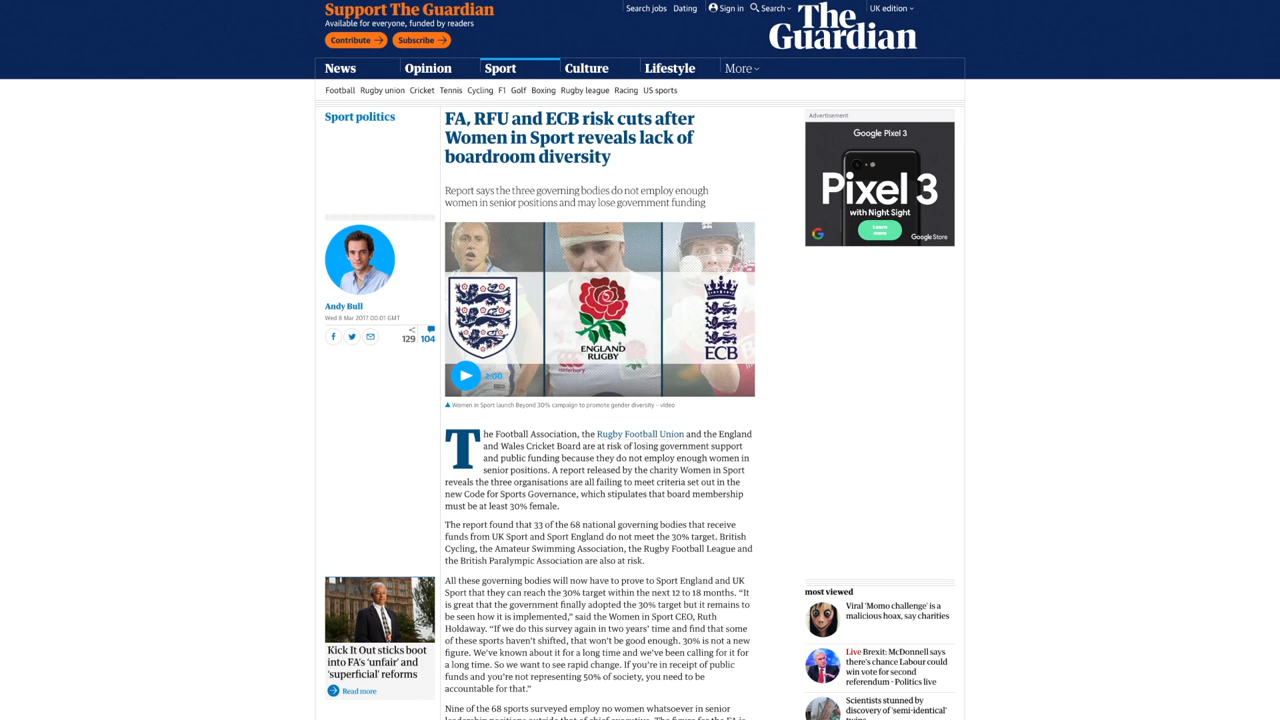 Support The Guardian
Available for everyone, funded by readers
Contribute
Subscribe
Search jobs
Dating
Sign in
Search
UK edition
The
Guardian
News
Opinion
Sport
Culture
Lifestyle
More
Football
Rugby union
Cricket
Tennis
Cycling
F1
Golf
Boxing
Rugby league
Racing
US sports
Sport politics
FA, RFU and ECB risk cuts after
Women in Sport reveals lack of
boardroom diversity
Report says the three governing bodies do not employ enough
women in senior positions and may lose government funding
Andy Bull
Wed 8 Mar 2017 00.01 GMT
129
104
ENGLAND
RUGBY
ECB
canterbury
2:00
Women in Sport launch Beyond 30% campaign to promote gender diversity - video
The Football Association, the Rugby Football Union and the England
and Wales Cricket Board are at risk of losing government support
and public funding because they do not employ enough women in
senior positions. A report released by the charity Women in Sport
reveals the three organisations are all failing to meet criteria set out in the
new Code for Sports Governance, which stipulates that board membership
must be at least 30% female.
The report found that 33 of the 68 national governing bodies that receive
funds from UK Sport and Sport England do not meet the 30% target. British
Cycling, the Amateur Swimming Association, the Rugby Football League and
the British Paralympic Association are also at risk.
All these governing bodies will now have to prove to Sport England and UK
Sport that they can reach the 30% target within the next 12 to 18 months. “It
is great that the government finally adopted the 30% target but it remains to
be seen how it is implemented,” said the Women in Sport CEO, Ruth
Holdaway. “If we do this survey again in two years’ time and find that some
of these sports haven’t shifted, that won’t be good enough. 30% is not a new
figure. We’ve known about it for a long time and we’ve been calling for it for
a long time. So we want to see rapid change. If you’re in receipt of public
funds and you’re not representing 50% of society, you need to be
accountable for that.”
Nine of the 68 sports surveyed employ no women whatsoever in senior
leadership positions outside that of chief executive. The figure for the FA is
Kick It Out sticks boot
into FA’s ‘unfair’ and
‘superficial’ reforms
Read more
Advertisement
Google Pixel 3
Pixel 3
with Night Sight
Learn
more
G
Google Store
most viewed
Viral ‘Momo challenge’ is a
malicious hoax, say charities
Live Brexit: McDonnell says
there’s chance Labour could
win vote for second
referendum - Politics live
Scientists stunned by
discovery of ‘semi-identical’
twins